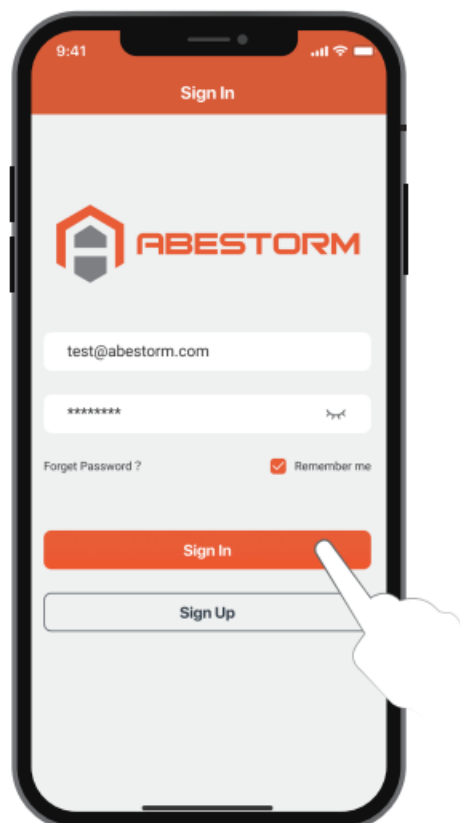 9:41
Sign In
ABESTORM
test@abestorm.com
********
Forget Password ?
Remember me
Sign In
Sign Up